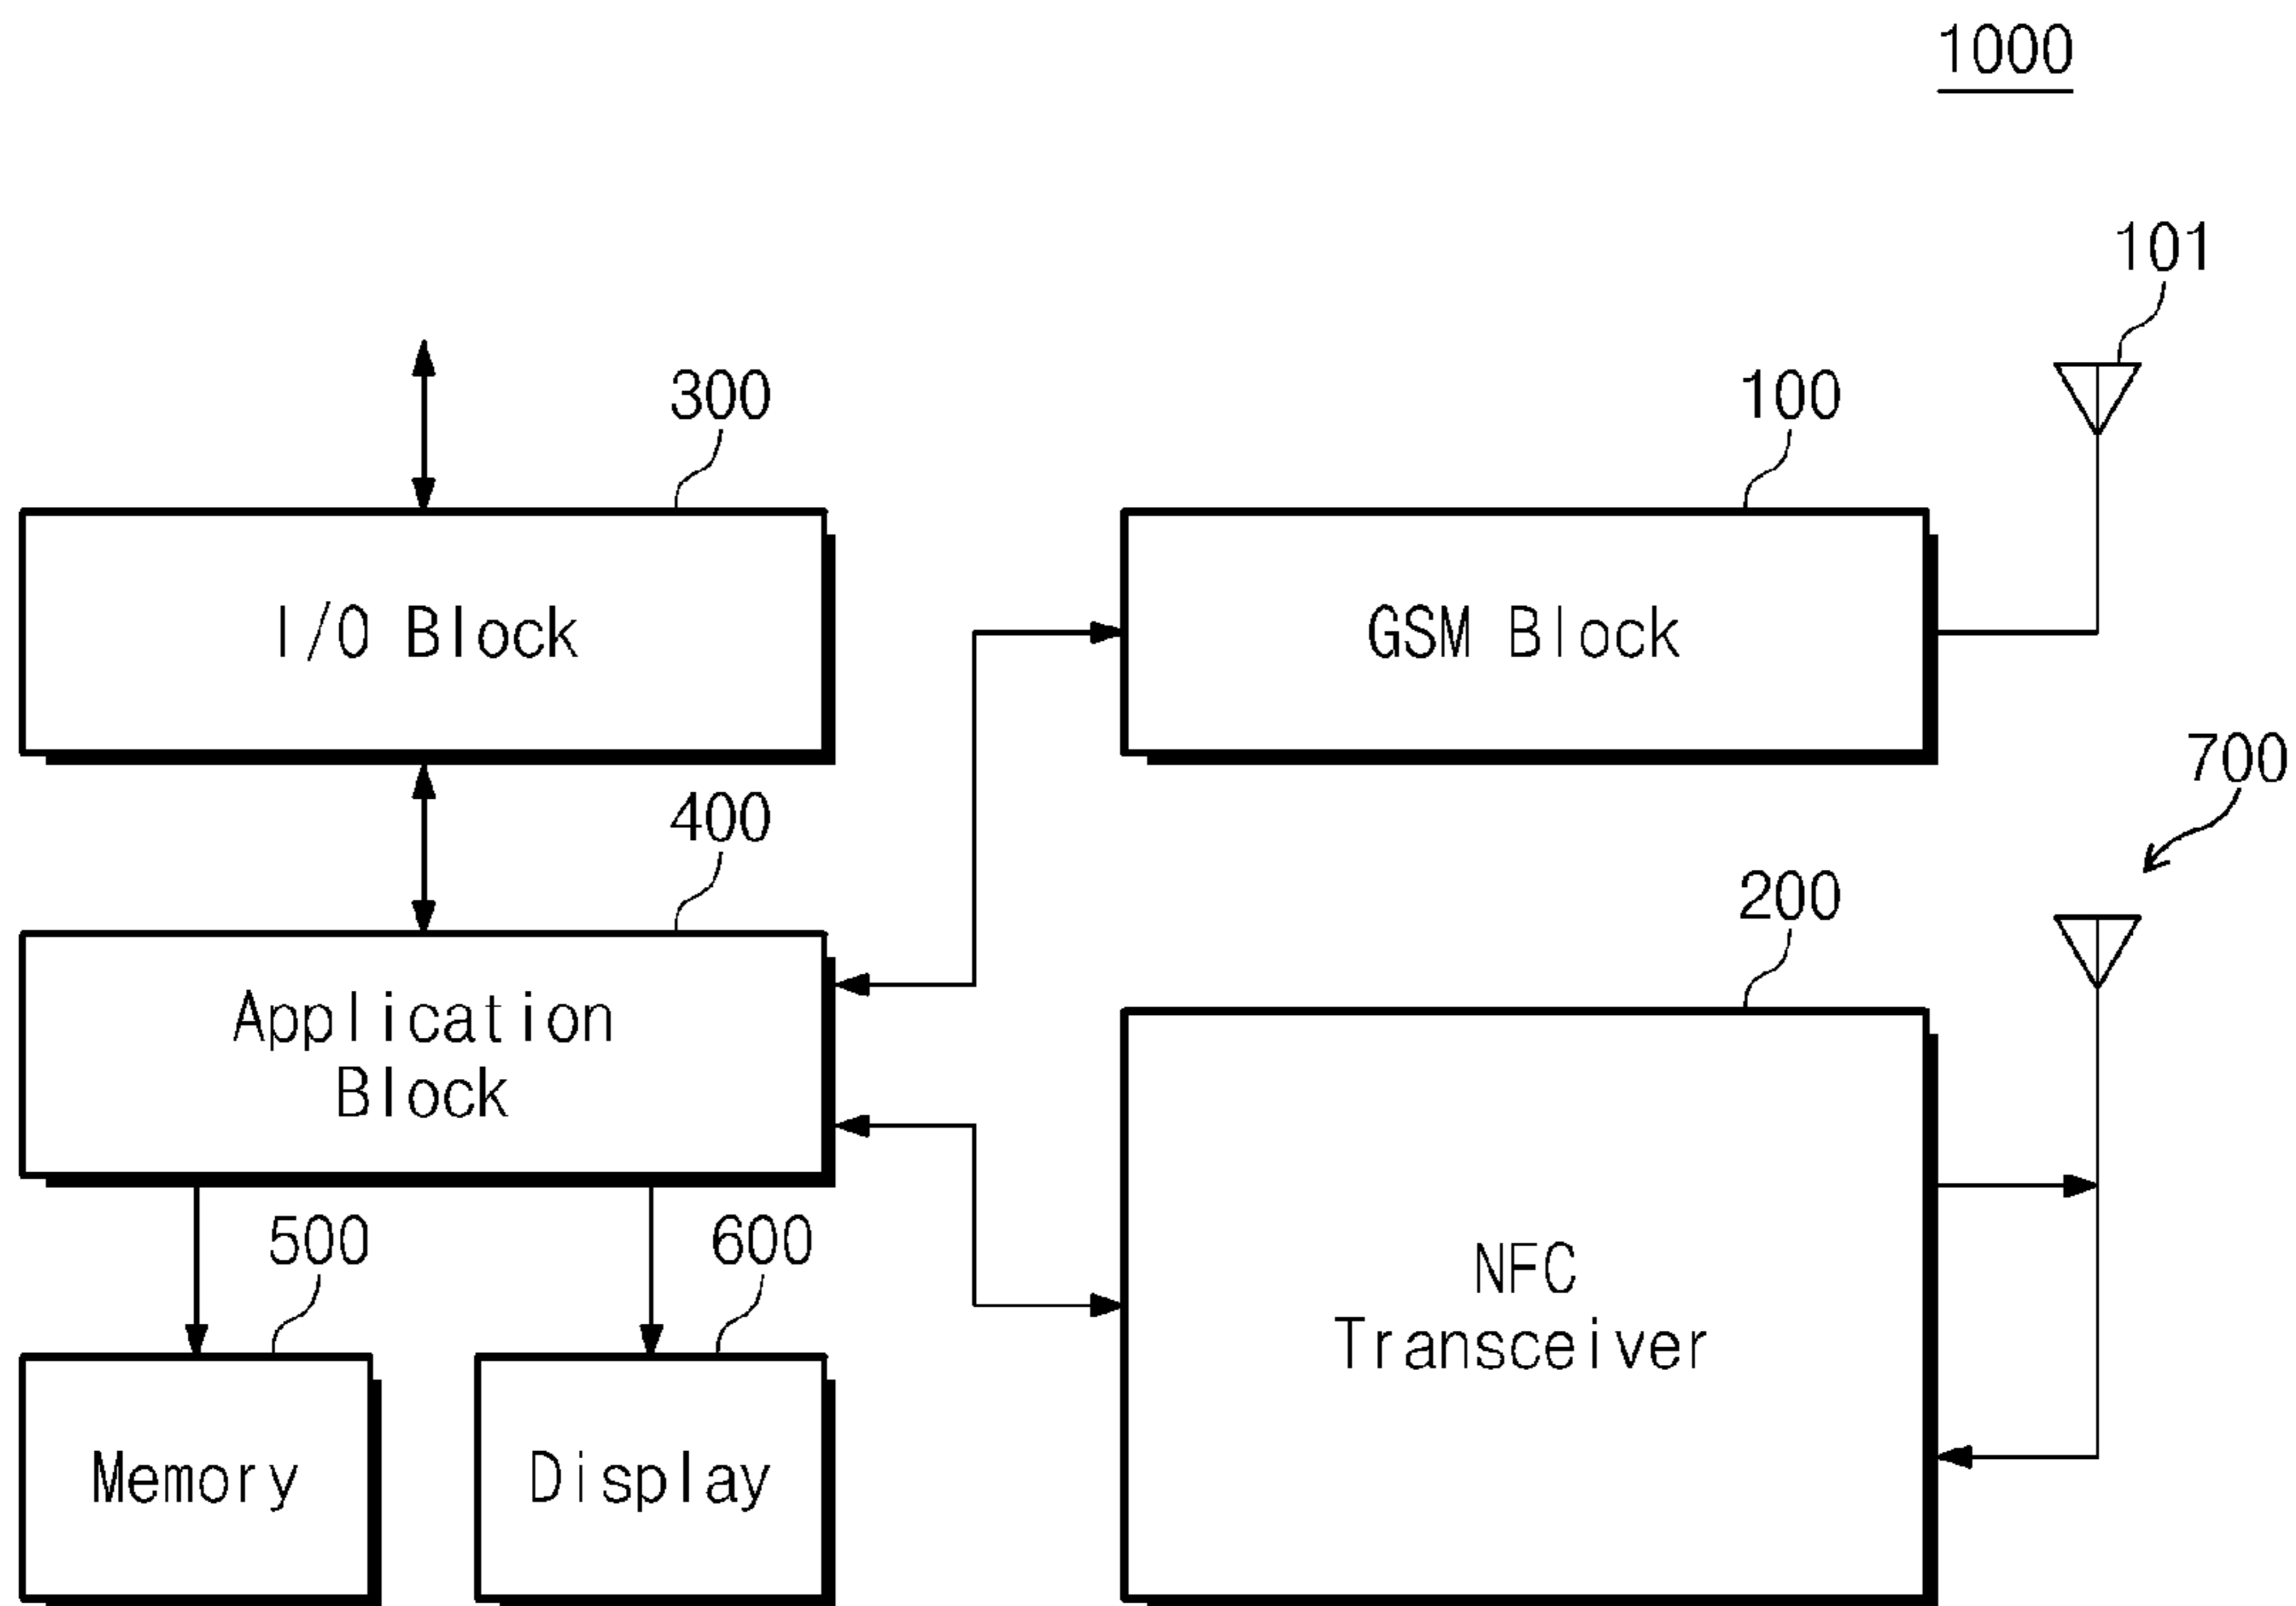 1000
101
300
100
I/O Block
GSM Block
700
400
200
Application
Block
500
600
NFC
Transceiver
Memory
Display